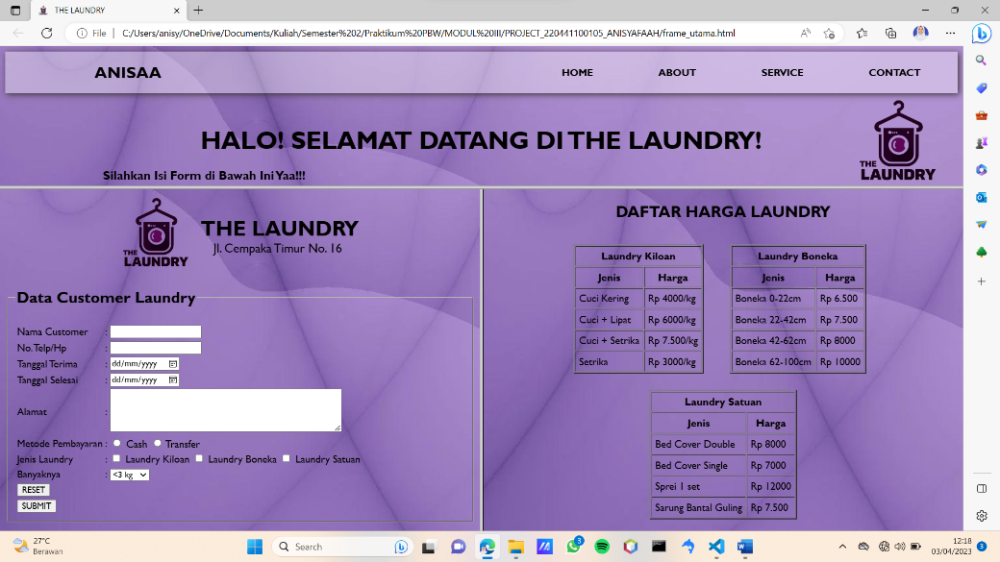 THE LAUNDRY
File
C:/Users/anisy/OneDrive/Documents/Kuliah/Semester%202/Praktikum%20PBW/MODUL%20III/PROJECT_220441100105_ANISYAFAAH/frame_utama.html
ANISAA HOME ABOUT SERVICE CONTACT
HALO! SELAMAT DATANG DI THE LAUNDRY!
Silahkan Isi Form di Bawah Ini Yaa!!!
THE LAUNDRY
THE LAUNDRY
THE LAUNDRY
Jl. Cempaka Timur No. 16
Data Customer Laundry
Nama Customer :
No.Telp/Hp :
Tanggal Terima : dd/mm/yyyy
Tanggal Selesai : dd/mm/yyyy
Alamat :
Metode Pembayaran : Cash Transfer
Jenis Laundry : Laundry Kiloan Laundry Boneka Laundry Satuan
Banyaknya : <3 kg
RESET
SUBMIT
DAFTAR HARGA LAUNDRY
Laundry Kiloan
Jenis Harga
Cuci Kering Rp 4000/kg
Cuci + Lipat Rp 6000/kg
Cuci + Setrika Rp 7.500/kg
Setrika Rp 3000/kg
Laundry Boneka
Jenis Harga
Boneka 0-22cm Rp 6.500
Boneka 22-42cm Rp 7.500
Boneka 42-62cm Rp 8000
Boneka 62-100cm Rp 10000
Laundry Satuan
Jenis Harga
Bed Cover Double Rp 8000
Bed Cover Single Rp 7000
Sprei 1 set Rp 12000
Sarung Bantal Guling Rp 7.500
27°C
Berawan
Search
3
12:18
03/04/2023
3